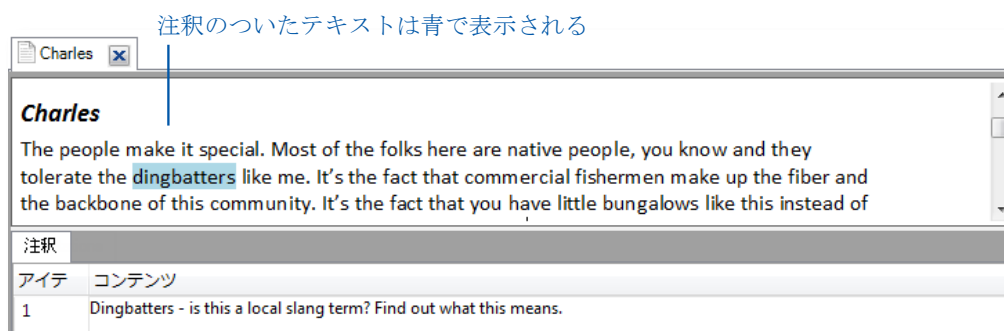 注釈のついたテキストは青で表示される
Charles
Charles
The people make it special. Most of the folks here are native people, you know and they
tolerate the dingbatters like me. It's the fact that commercial fishermen make up the fiber and
the backbone of this community. It's the fact that you have little bungalows like this instead of
注釈
アイテ コンテンツ
1 Dingbatters - is this a local slang term? Find out what this means.